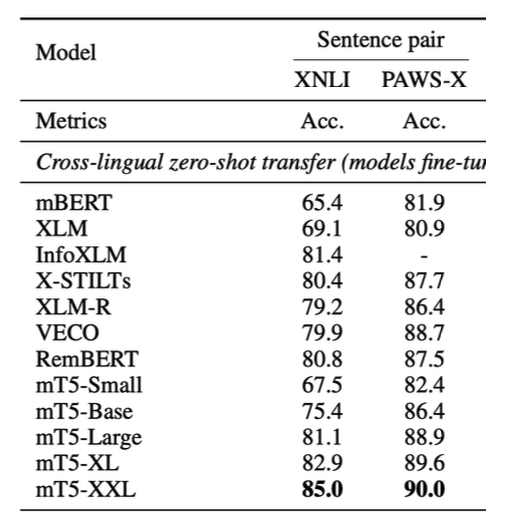 Model Sentence pair
XNLI PAWS-X
Metrics Acc. Acc.
Cross-lingual zero-shot transfer (models fine-tu
mBERT 65.4 81.9
XLM 69.1 80.9
InfoXLM 81.4 -
X-STILTs 80.4 87.7
XLM-R 79.2 86.4
VECO 79.9 88.7
RemBERT 80.8 87.5
mT5-Small 67.5 82.4
mT5-Base 75.4 86.4
mT5-Large 81.1 88.9
mT5-XL 82.9 89.6
mT5-XXL 85.0 90.0